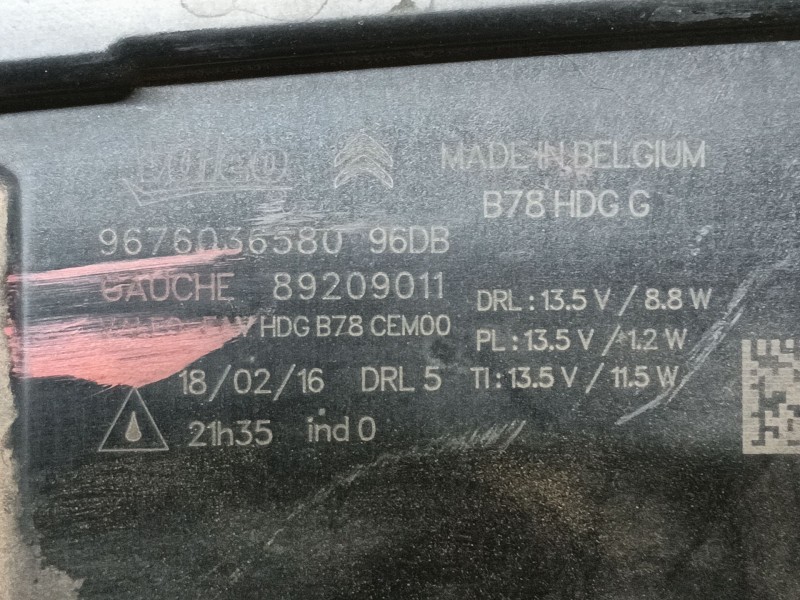 Valeo MADE IN BELGIUM
B78 HDG G
9676036580 96DB
GAUCHE 89209011
HDG B78 CEM00
DRL : 13.5 V / 8.8 W
PL : 13.5 V / 1.2 W
18/02/16 DRL 5
TI : 13.5 V / 11.5 W
21h35 ind 0